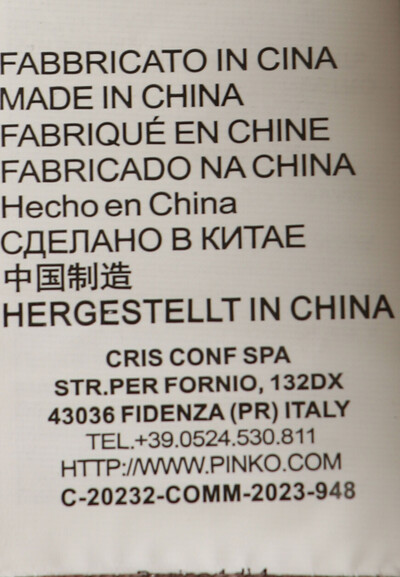 FABBRICATO IN CINA
MADE IN CHINA
FABRIQUÉ EN CHINE
FABRICADO NA CHINA
Hecho en China
СДЕЛАНО В КИТАЕ
中国制造
HERGESTELLT IN CHINA
CRIS CONF SPA
STR.PER FORNIO, 132DX
43036 FIDENZA (PR) ITALY
TEL.+39.0524.530.811
HTTP://WWW.PINKO.COM
C-20232-COMM-2023-948